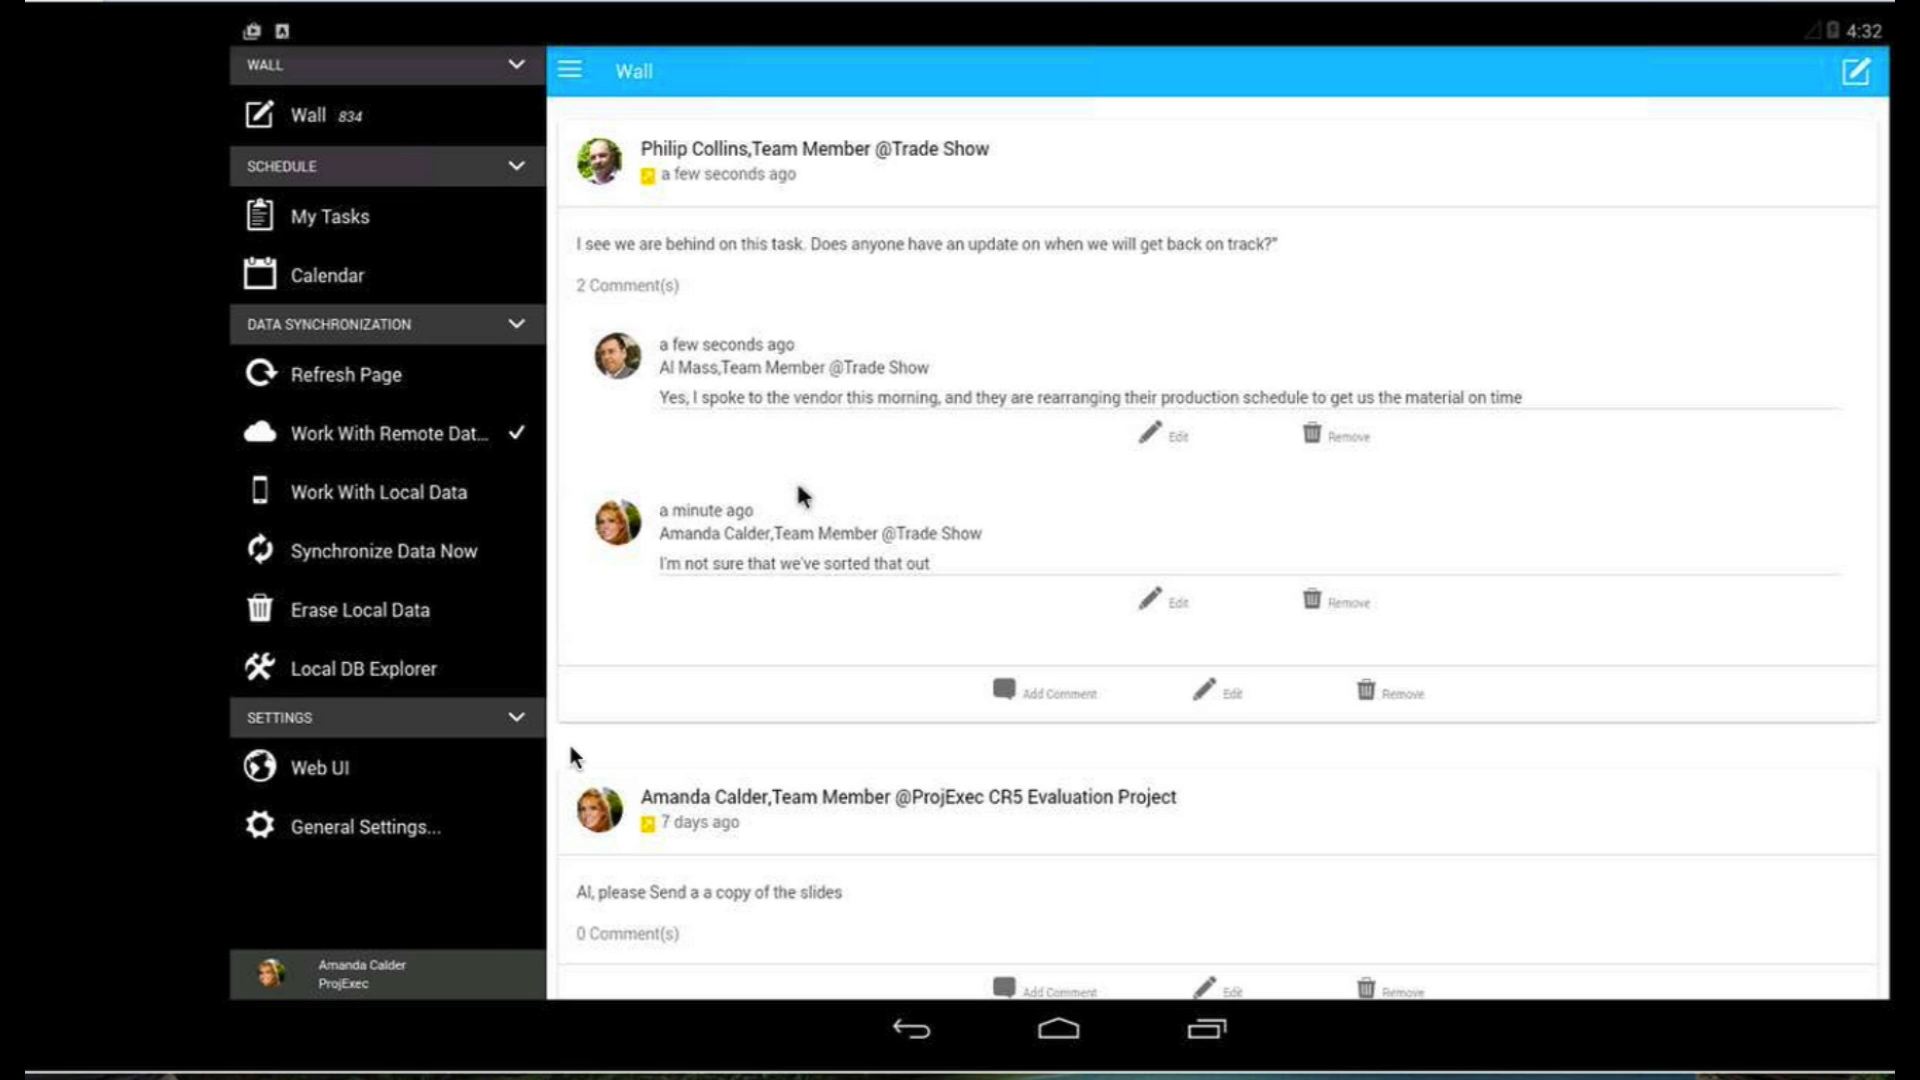 4:32
WALL
Wall 834
SCHEDULE
My Tasks
Calendar
DATA SYNCHRONIZATION
Refresh Page
Work With Remote Dat...
Work With Local Data
Synchronize Data Now
Erase Local Data
Local DB Explorer
SETTINGS
Web UI
General Settings...
Amanda Calder
ProjExec
Wall
Philip Collins,Team Member @Trade Show
a few seconds ago
I see we are behind on this task. Does anyone have an update on when we will get back on track?"
2 Comment(s)
a few seconds ago
Al Mass,Team Member @Trade Show
Yes, I spoke to the vendor this morning, and they are rearranging their production schedule to get us the material on time
Edit Remove
a minute ago
Amanda Calder,Team Member @Trade Show
I'm not sure that we've sorted that out
Edit Remove
Add Comment Edit Remove
Amanda Calder,Team Member @ProjExec CR5 Evaluation Project
7 days ago
Al, please Send a a copy of the slides
0 Comment(s)
Add Comment Edit Remove